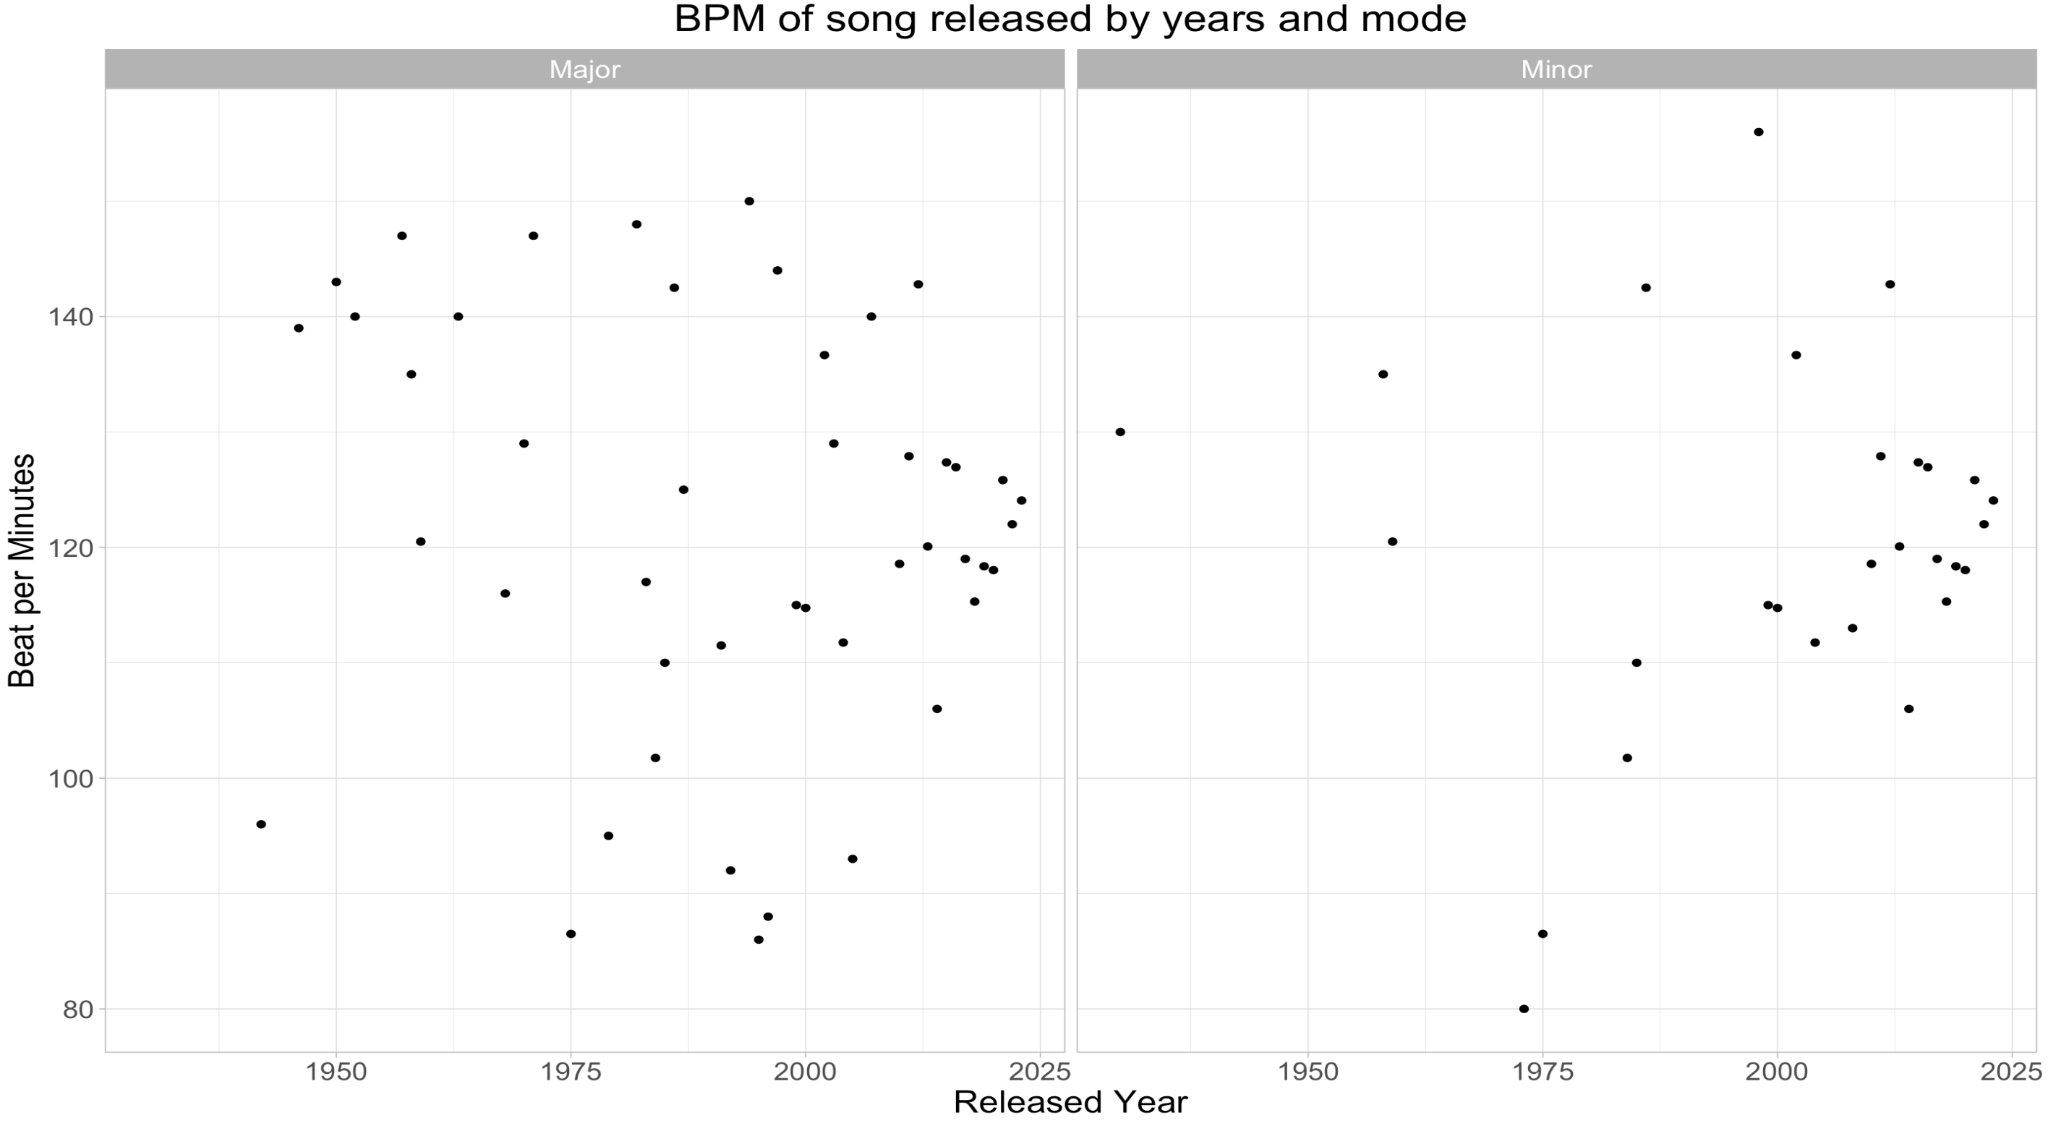 BPM of song released by years and mode
Major
Minor
Beat per Minutes
140
120
100
80
1950
1975
2000
2025
1950
1975
2000
2025
Released Year